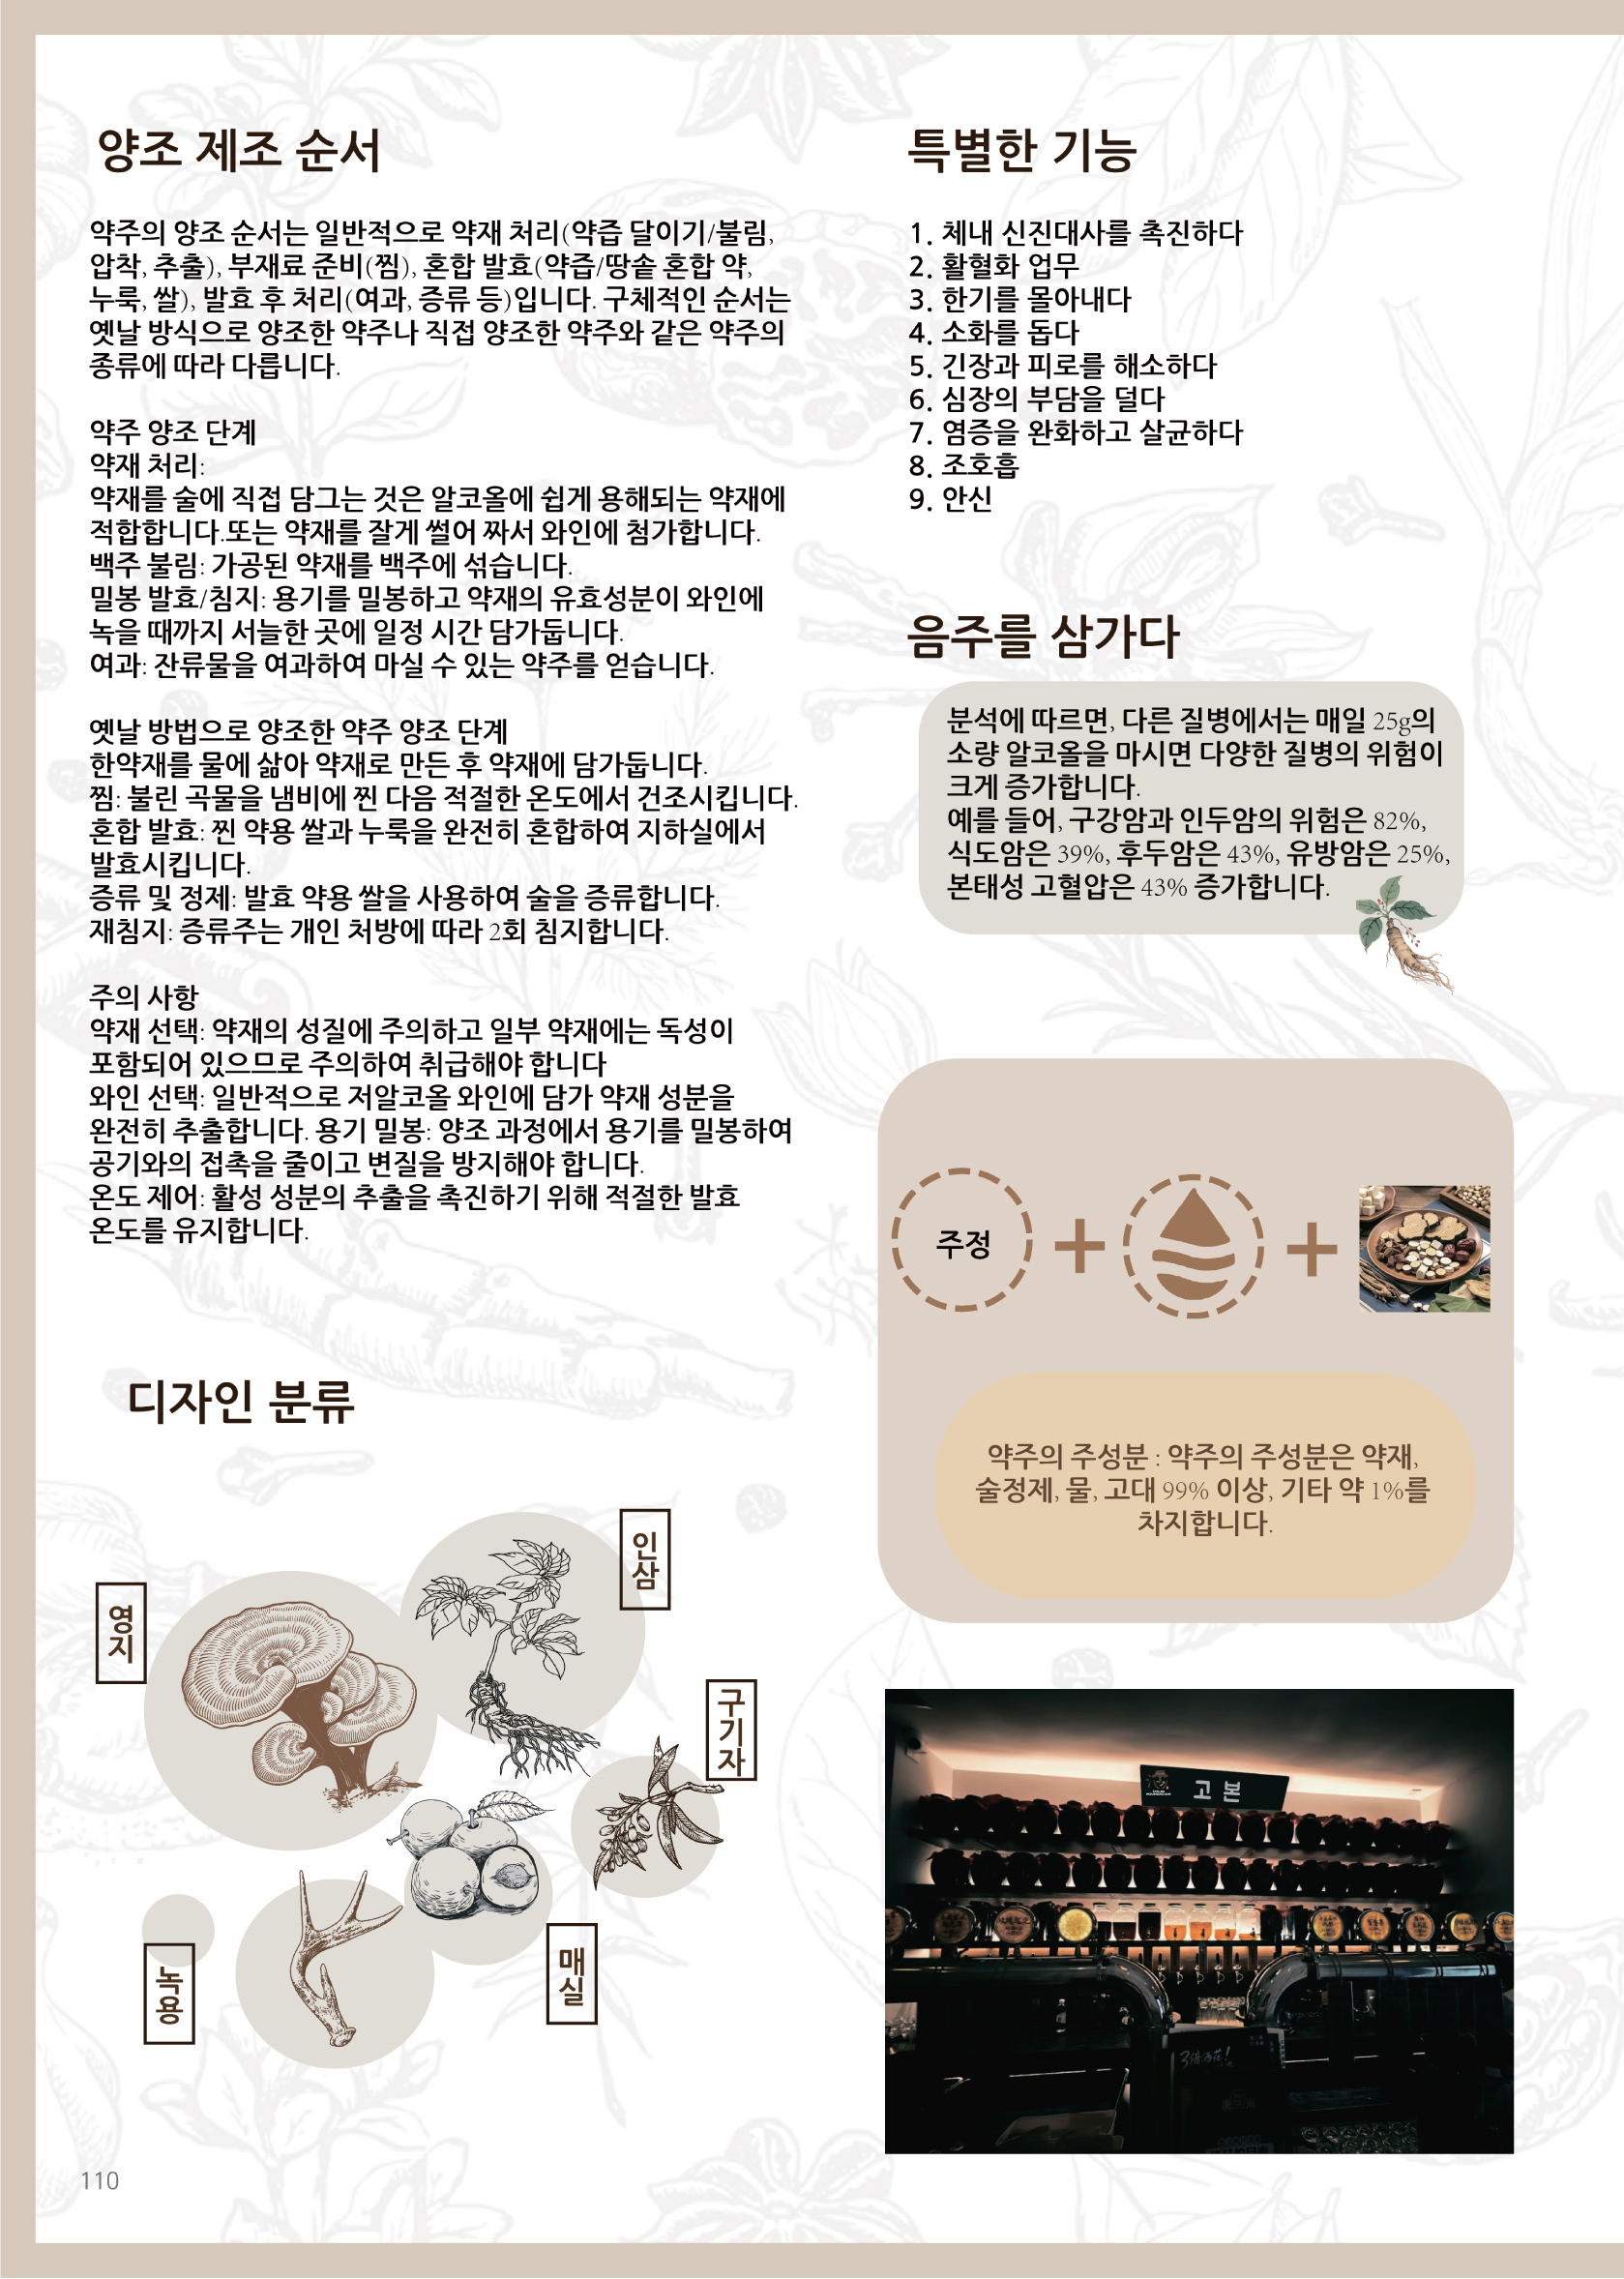 양조 제조 순서
약주의 양조 순서는 일반적으로 약재 처리(약즙 달이기/불림,
압착, 추출), 부재료 준비(찜), 혼합 발효(약즙/땅솥 혼합 약,
누룩, 쌀), 발효 후 처리(여과, 증류 등)입니다. 구체적인 순서는
옛날 방식으로 양조한 약주나 직접 양조한 약주와 같은 약주의
종류에 따라 다릅니다.
약주 양조 단계
약재 처리:
약재를 술에 직접 담그는 것은 알코올에 쉽게 용해되는 약재에
적합합니다.또는 약재를 잘게 썰어 짜서 와인에 첨가합니다.
백주 불림: 가공된 약재를 백주에 섞습니다.
밀봉 발효/침지: 용기를 밀봉하고 약재의 유효성분이 와인에
녹을 때까지 서늘한 곳에 일정 시간 담가둡니다.
여과: 잔류물을 여과하여 마실 수 있는 약주를 얻습니다.
옛날 방법으로 양조한 약주 양조 단계
한약재를 물에 삶아 약재로 만든 후 약재에 담가둡니다.
찜: 불린 곡물을 냄비에 찐 다음 적절한 온도에서 건조시킵니다.
혼합 발효: 찐 약용 쌀과 누룩을 완전히 혼합하여 지하실에서
발효시킵니다.
증류 및 정제: 발효 약용 쌀을 사용하여 술을 증류합니다.
재침지: 증류주는 개인 처방에 따라 2회 침지합니다.
주의 사항
약재 선택: 약재의 성질에 주의하고 일부 약재에는 독성이
포함되어 있으므로 주의하여 취급해야 합니다
와인 선택: 일반적으로 저알코올 와인에 담가 약재 성분을
완전히 추출합니다. 용기 밀봉: 양조 과정에서 용기를 밀봉하여
공기와의 접촉을 줄이고 변질을 방지해야 합니다.
온도 제어: 활성 성분의 추출을 촉진하기 위해 적절한 발효
온도를 유지합니다.
디자인 분류
영지
인삼
구기자
녹용
매실
110
특별한 기능
1. 체내 신진대사를 촉진하다
2. 활혈화 업무
3. 한기를 몰아내다
4. 소화를 돕다
5. 긴장과 피로를 해소하다
6. 심장의 부담을 덜다
7. 염증을 완화하고 살균하다
8. 조호흡
9. 안신
음주를 삼가다
분석에 따르면, 다른 질병에서는 매일 25g의
소량 알코올을 마시면 다양한 질병의 위험이
크게 증가합니다.
예를 들어, 구강암과 인두암의 위험은 82%,
식도암은 39%, 후두암은 43%, 유방암은 25%,
본태성 고혈압은 43% 증가합니다.
주정
약주의 주성분 : 약주의 주성분은 약재,
술정제, 물, 고대 99% 이상, 기타 약 1%를
차지합니다.
고본